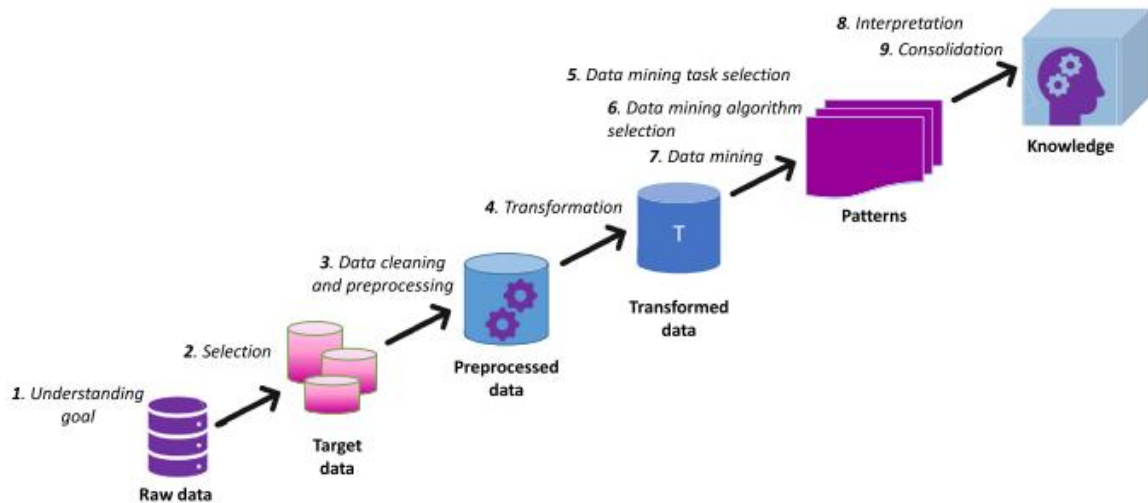 8. Interpretation
9. Consolidation
Knowledge
5. Data mining task selection
6. Data mining algorithm
selection
7. Data mining
Patterns
4. Transformation
T
Transformed
data
3. Data cleaning
and preprocessing
Preprocessed
data
2. Selection
Target
data
1. Understanding
goal
Raw data